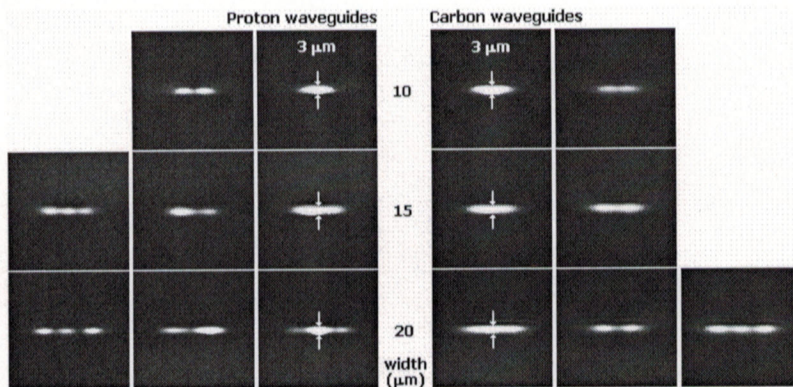 Proton waveguides Carbon waveguides
3 μm 3 μm
10
15
20
width
(μm)